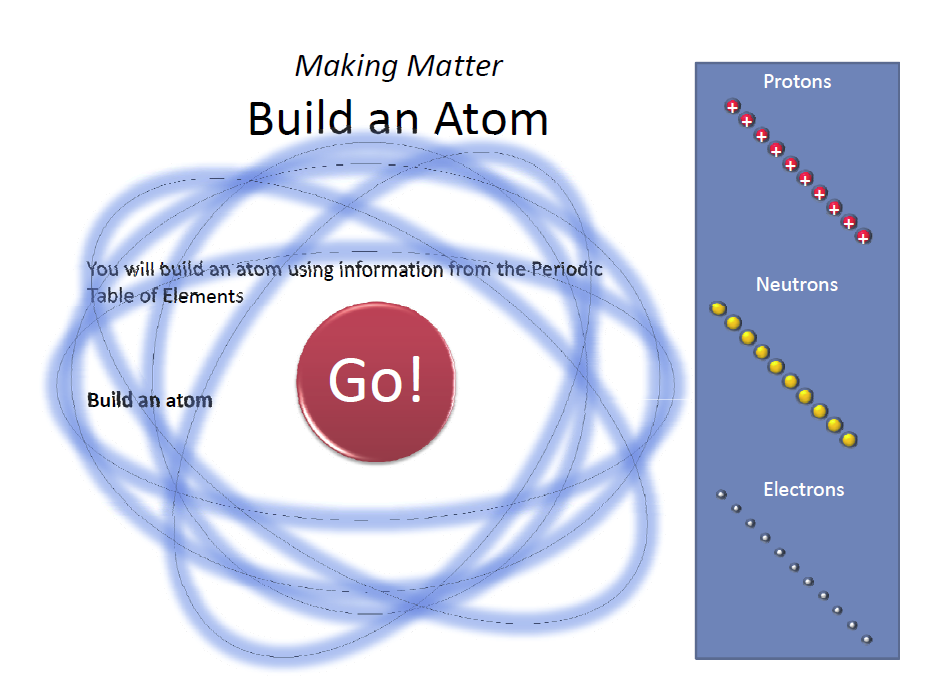 Making Matter
Build an Atom
Protons
+
+
+
+
+
+
+
+
+
+
You will build an atom using information from the Periodic
Table of Elements
Neutrons
Go!
Build an atom
Electrons